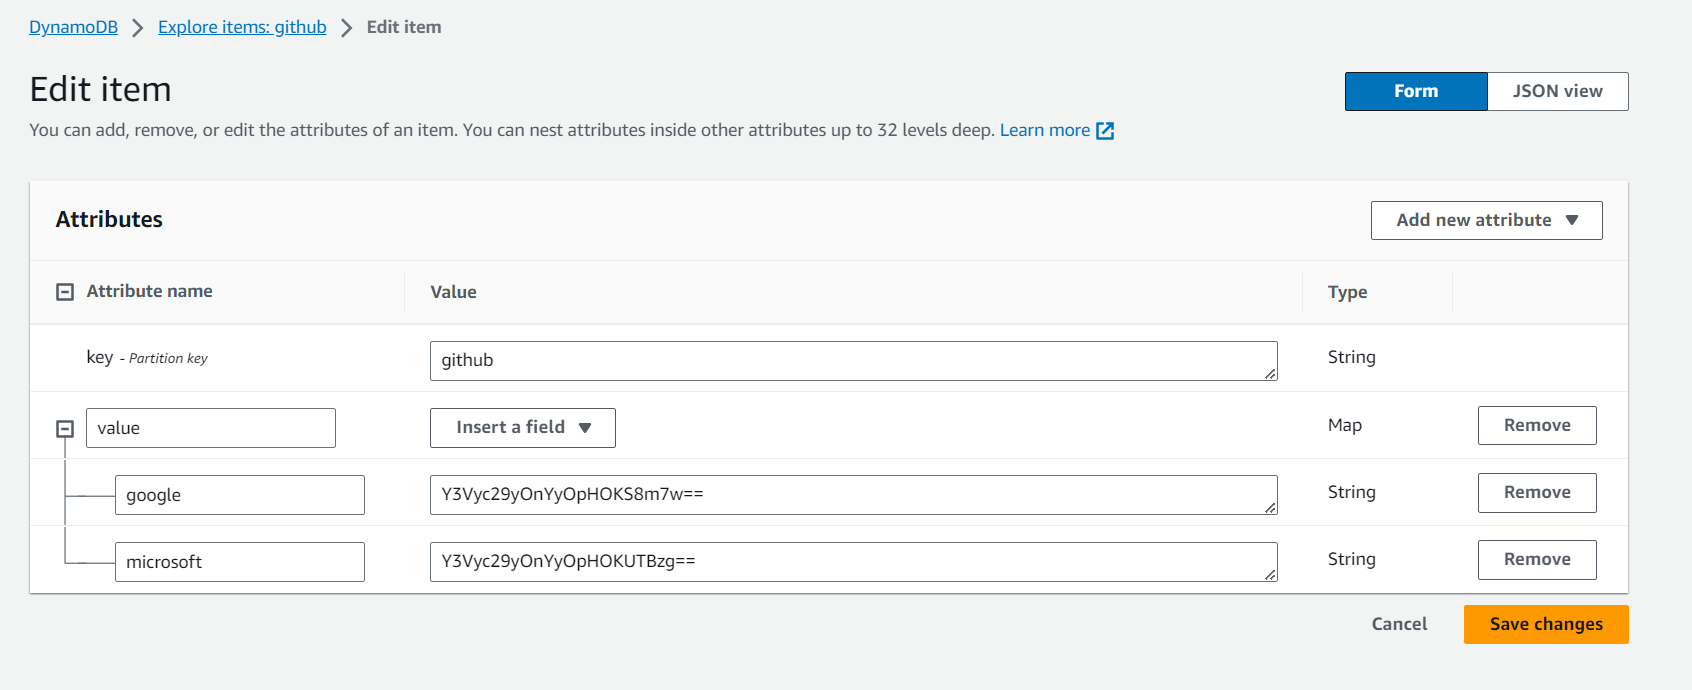 DynamoDB > Explore items: github > Edit item
Edit item
Form JSON view
You can add, remove, or edit the attributes of an item. You can nest attributes inside other attributes up to 32 levels deep. Learn more
Attributes
Add new attribute
Attribute name Value Type
key - Partition key github String
value Insert a field Map Remove
google Y3Vyc29yOnYyOpHOKS8m7w== String Remove
microsoft Y3Vyc29yOnYyOpHOKUTBzg== String Remove
Cancel Save changes